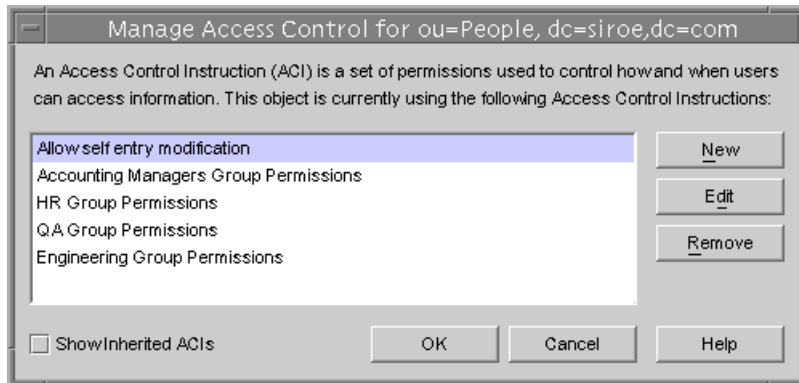 Manage Access Control for ou=People, dc=siroe,dc=com
An Access Control Instruction (ACI) is a set of permissions used to control how and when users
can access information. This object is currently using the following Access Control Instructions:
Allow self entry modification
Accounting Managers Group Permissions
HR Group Permissions
QA Group Permissions
Engineering Group Permissions
New
Edit
Remove
Show Inherited ACIs
OK
Cancel
Help